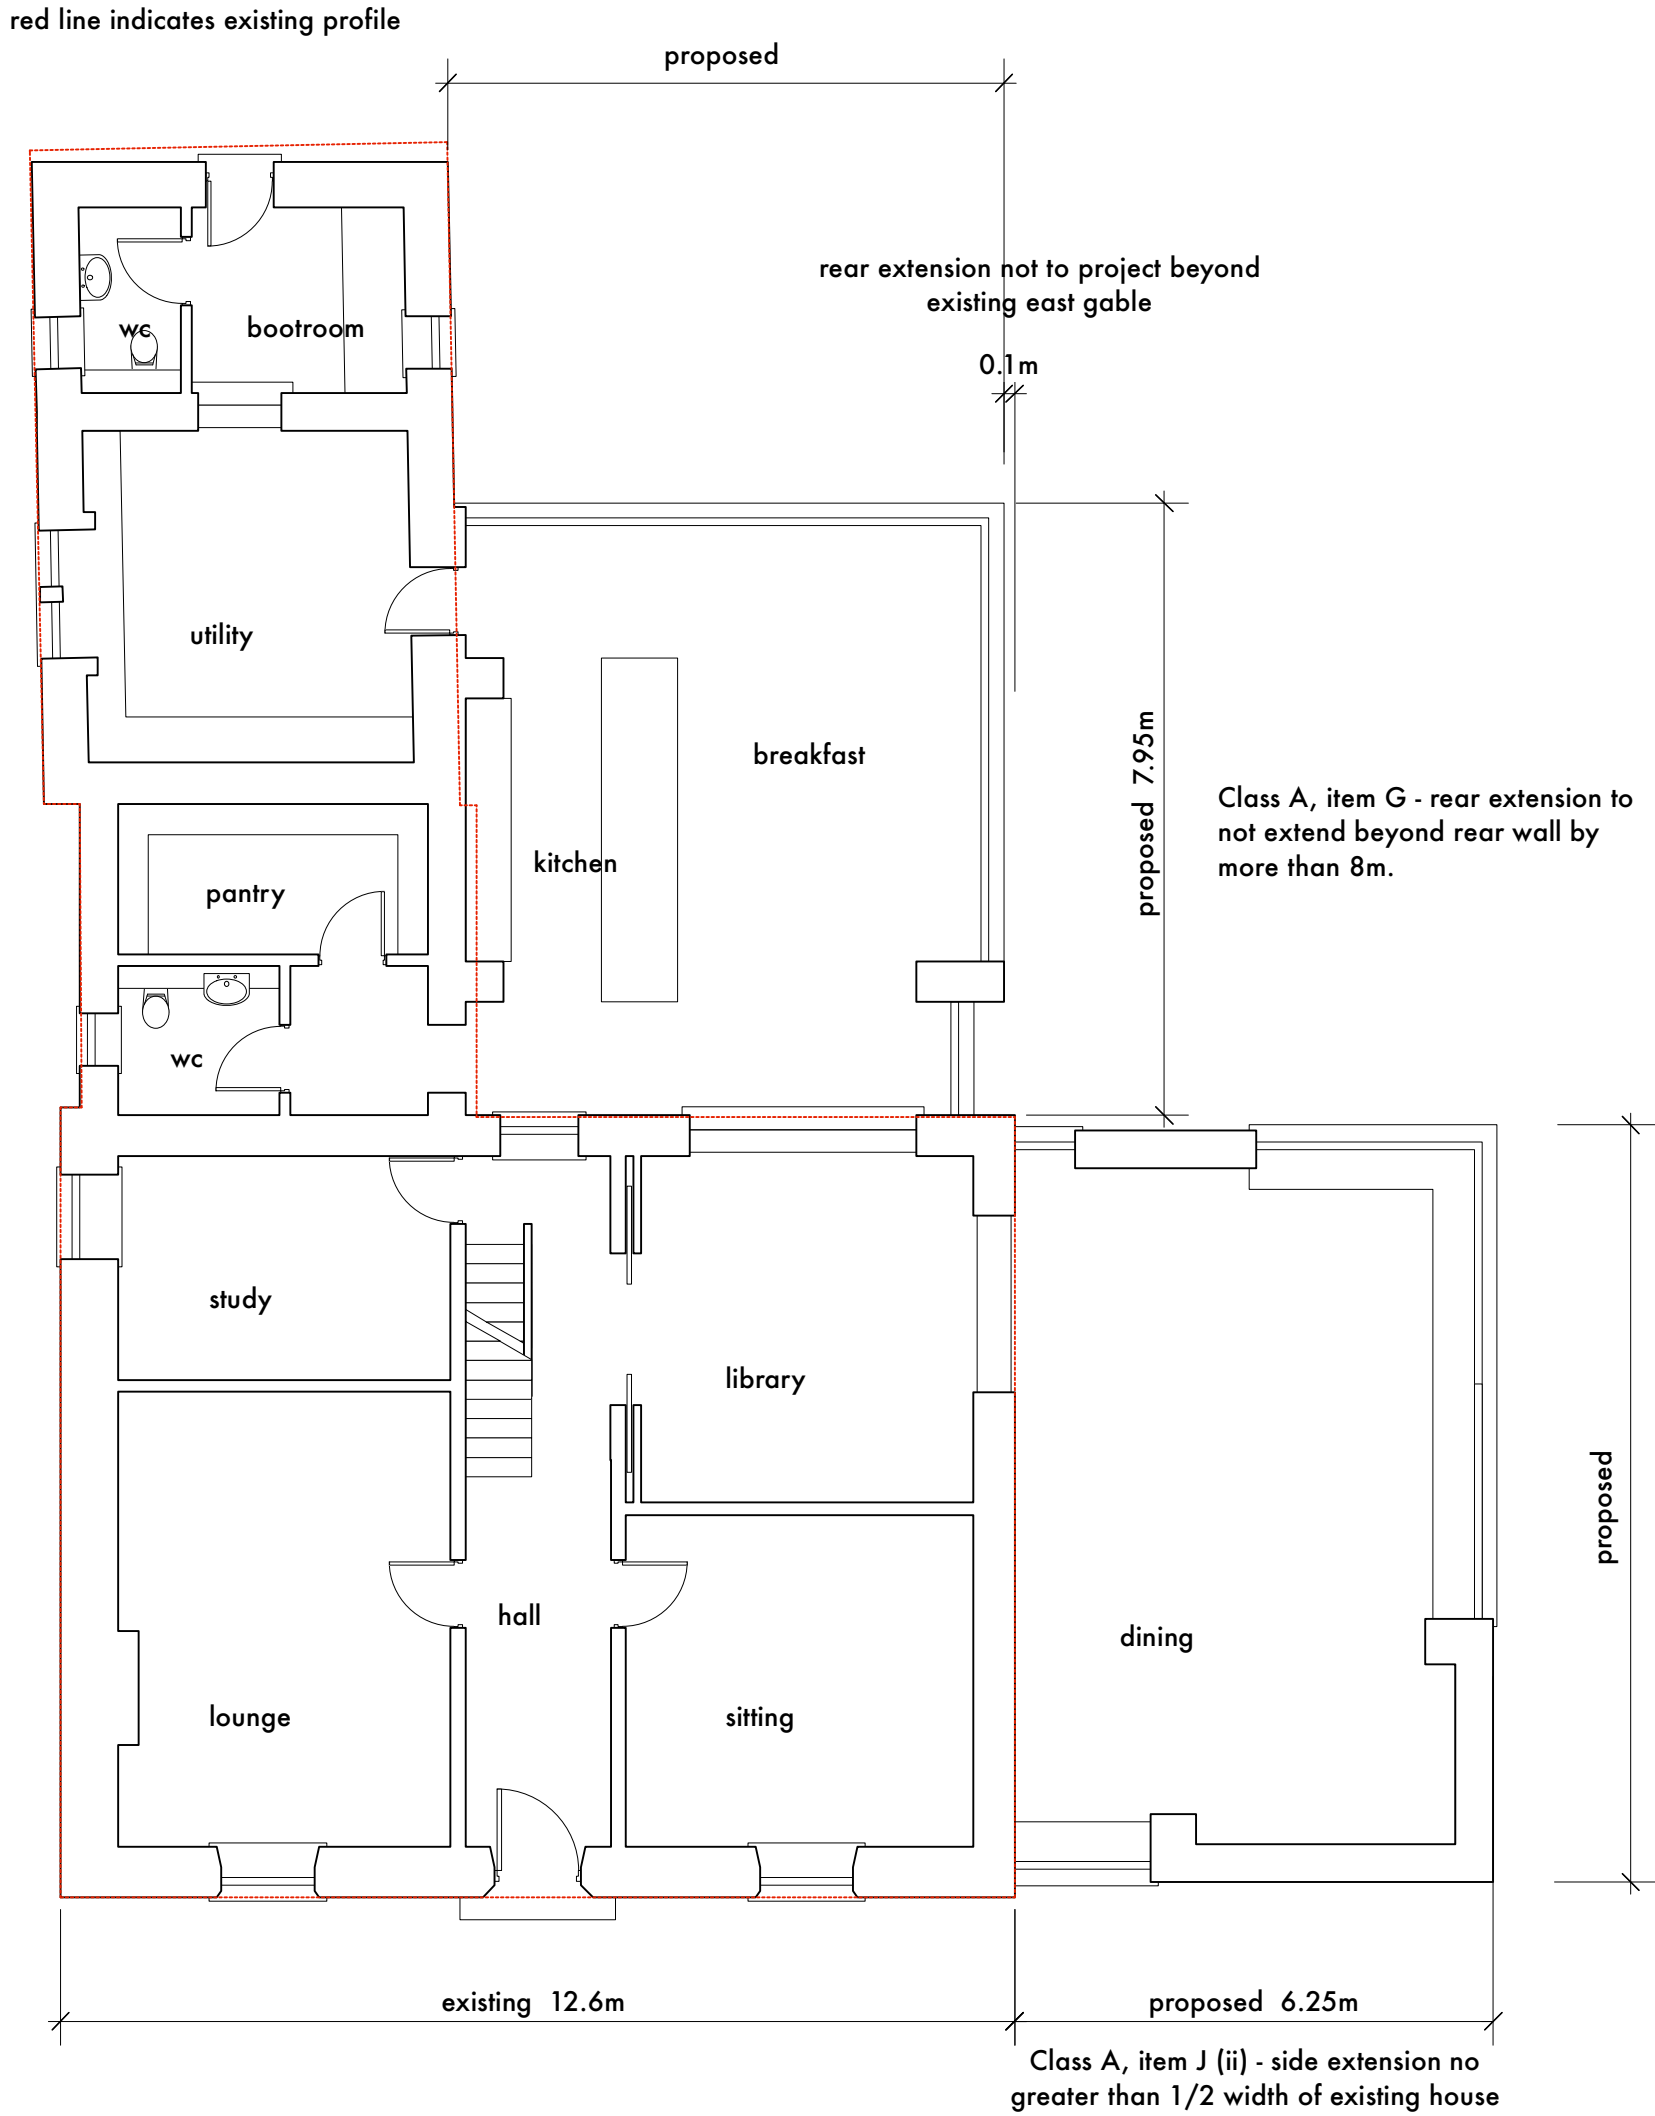 red line indicates existing profile
proposed
rear extension not to project beyond
existing east gable
0.1m
wc
bootroom
utility
breakfast
proposed 7.95m
Class A, item G - rear extension to
not extend beyond rear wall by
more than 8m.
kitchen
pantry
wc
study
library
proposed
hall
dining
lounge
sitting
existing 12.6m
proposed 6.25m
Class A, item J (ii) - side extension no
greater than 1/2 width of existing house